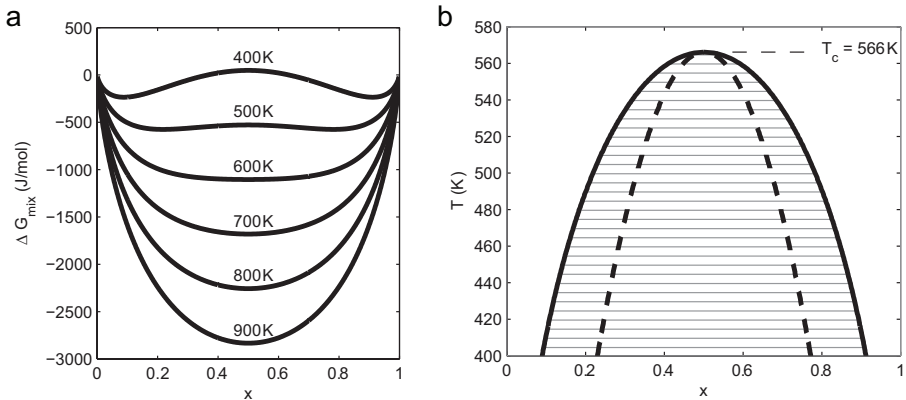 a
500
0
−500
−1000
−1500
−2000
−2500
−3000
Δ G_mix (J/mol)
400K
500K
600K
700K
800K
900K
0 0.2 0.4 0.6 0.8 1
x
b
580
560
540
520
500
480
460
440
420
400
T (K)
T_c = 566K
0 0.2 0.4 0.6 0.8 1
x